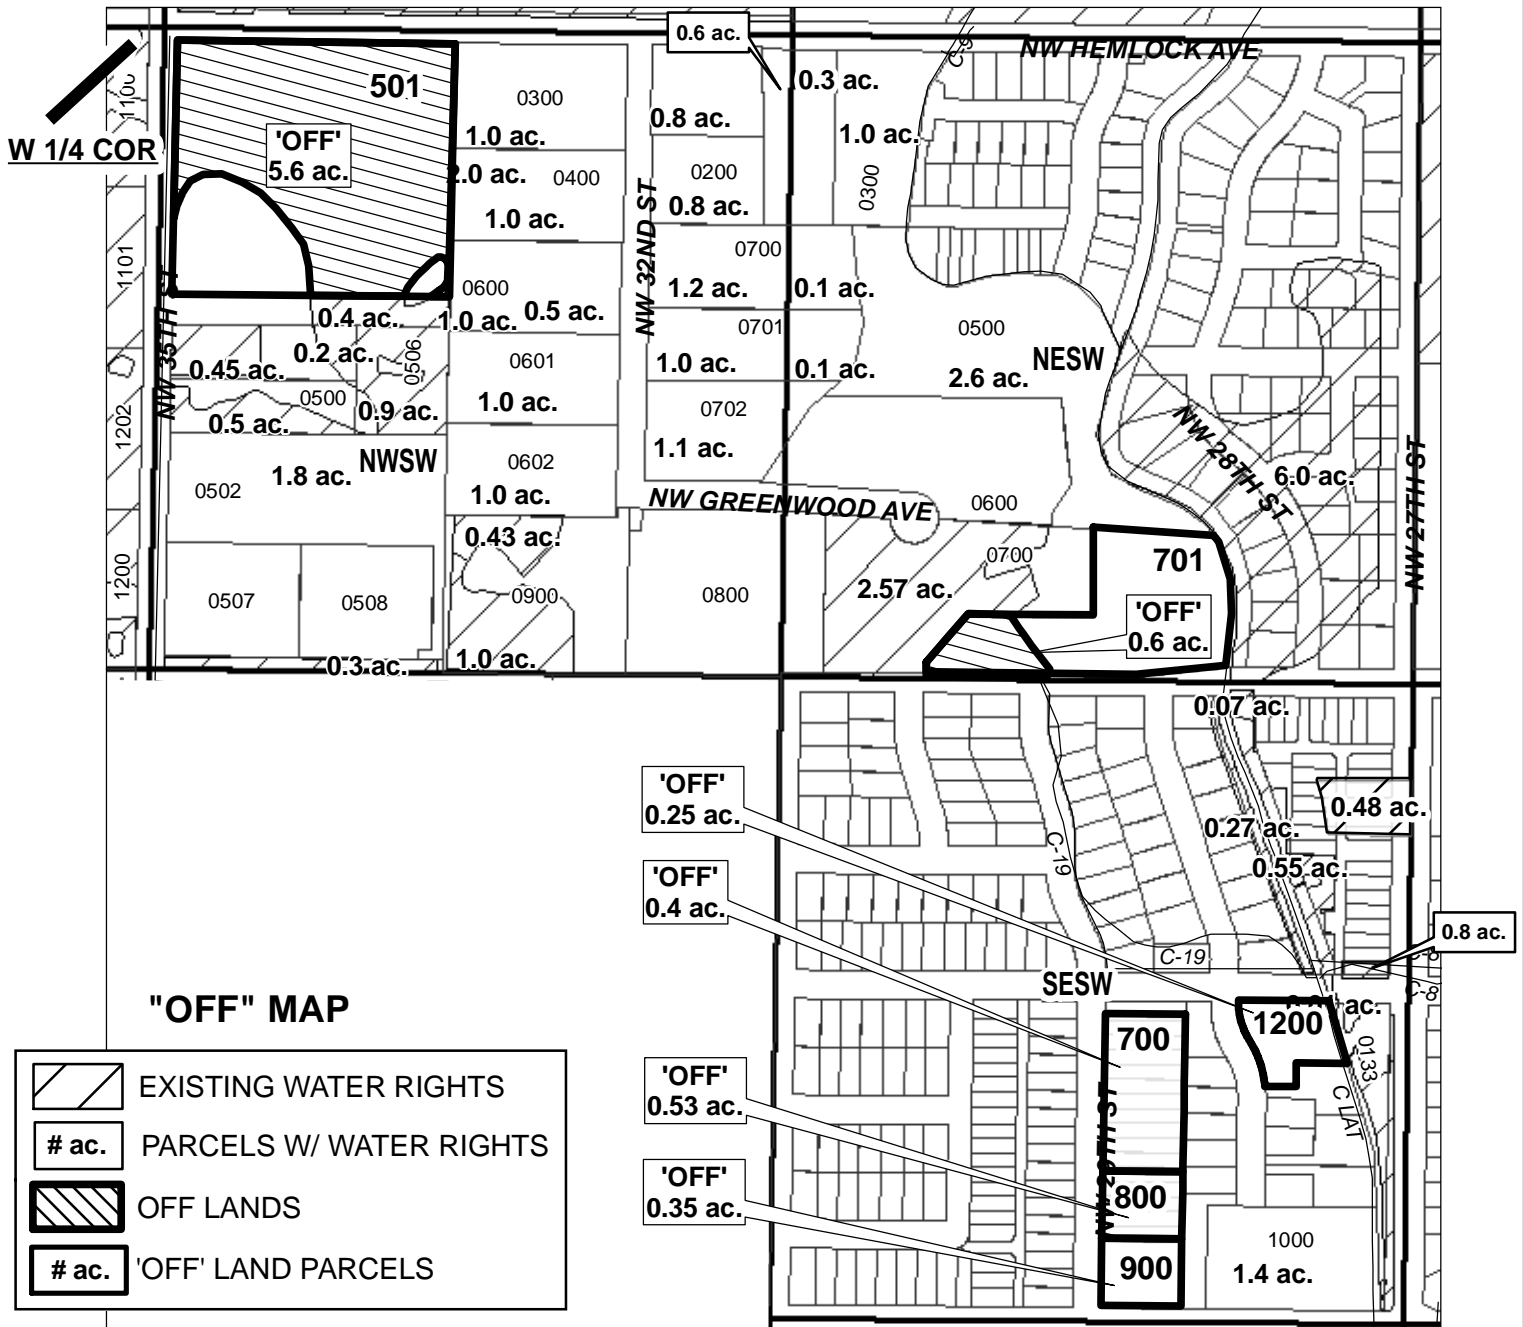 0.6 ac.
NW HEMLOCK AVE
C-9
501
0.3 ac.
1100
0300
0.8 ac.
1.0 ac.
1.0 ac.
W 1/4 COR
'OFF'
5.6 ac.
2.0 ac.
0400
0200
0300
1.0 ac.
0.8 ac.
NW 32ND ST
1101
0700
0600
1.2 ac.
0.1 ac.
0.4 ac.
1.0 ac.
0.5 ac.
0701
0500
NW 35TH ST
0.2 ac.
0506
0601
1.0 ac.
0.1 ac.
2.6 ac.
NESW
0.45 ac.
0500
0.9 ac.
1.0 ac.
0702
1202
0.5 ac.
1.1 ac.
NW 28TH ST
NWSW
0602
1.8 ac.
0502
1.0 ac.
6.0 ac.
NW 27TH ST
NW GREENWOOD AVE
0600
0.43 ac.
0700
701
1200
0507
0508
0900
0800
2.57 ac.
'OFF'
0.6 ac.
0.3 ac.
1.0 ac.
0.07 ac.
'OFF'
0.25 ac.
0.48 ac.
0.27 ac.
C-19
0.55 ac.
'OFF'
0.4 ac.
0.8 ac.
C-19
C-8
SESW
C-8
ac.
1200
700
0133
C LAT
'OFF'
0.53 ac.
NW 29TH ST
'OFF'
0.35 ac.
800
900
1000
1.4 ac.
"OFF" MAP
EXISTING WATER RIGHTS
# ac. PARCELS W/ WATER RIGHTS
OFF LANDS
# ac. 'OFF' LAND PARCELS